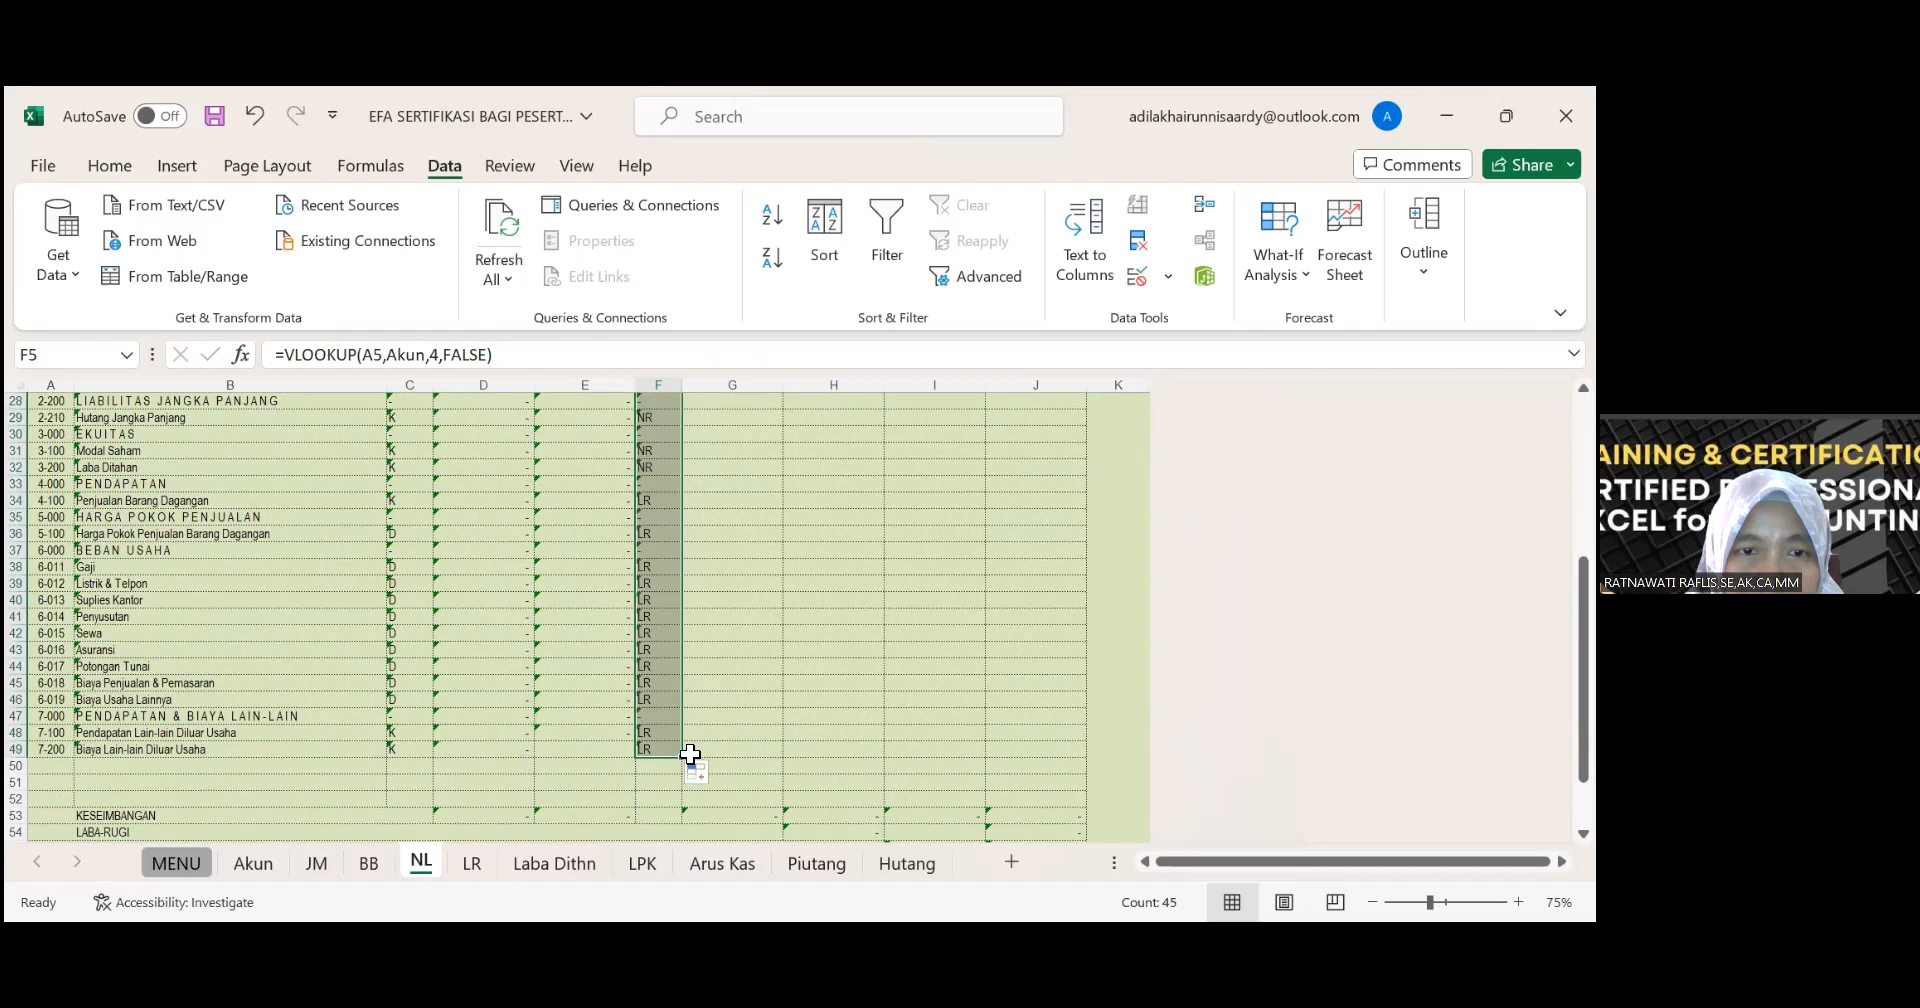 AutoSave Off EFA SERTIFIKASI BAGI PESERT... Search adilakhairunnisaardy@outlook.com A
File Home Insert Page Layout Formulas Data Review View Help Comments Share
Get Data
From Text/CSV
From Web
From Table/Range
Recent Sources
Existing Connections
Get & Transform Data
Refresh All
Queries & Connections
Properties
Edit Links
Queries & Connections
Sort
Filter
Clear
Reapply
Advanced
Sort & Filter
Text to Columns
Data Tools
What-If Analysis
Forecast Sheet
Forecast
Outline
F5 fx =VLOOKUP(A5,Akun,4,FALSE)
A B C D E F G H I J K
28 2-200 LIABILITAS JANGKA PANJANG - - - -
29 2-210 Hutang Jangka Panjang K - - NR
30 3-000 EKUITAS - - - -
31 3-100 Modal Saham K - - NR
32 3-200 Laba Ditahan K - - NR
33 4-000 PENDAPATAN - - - -
34 4-100 Penjualan Barang Dagangan K - - LR
35 5-000 HARGA POKOK PENJUALAN - - - -
36 5-100 Harga Pokok Penjualan Barang Dagangan D - - LR
37 6-000 BEBAN USAHA - - - -
38 6-011 Gaji D - - LR
39 6-012 Listrik & Telpon D - - LR
40 6-013 Suplies Kantor D - - LR
41 6-014 Penyusutan D - - LR
42 6-015 Sewa D - - LR
43 6-016 Asuransi D - - LR
44 6-017 Potongan Tunai D - - LR
45 6-018 Biaya Penjualan & Pemasaran D - - LR
46 6-019 Biaya Usaha Lainnya D - - LR
47 7-000 PENDAPATAN & BIAYA LAIN-LAIN - - - -
48 7-100 Pendapatan Lain-lain Diluar Usaha K - - LR
49 7-200 Biaya Lain-lain Diluar Usaha K - - LR
50
51
52
53 KESEIMBANGAN - - - - - -
54 LABA-RUGI - -
MENU Akun JM BB NL LR Laba Dithn LPK Arus Kas Piutang Hutang
Ready Accessibility: Investigate Count: 45 75%
AINING & CERTIFICATIO
RTIFIED P ESSIONA
XCEL for OUNTIN
RATNAWATI RAFLIS,SE,AK,CA,MM